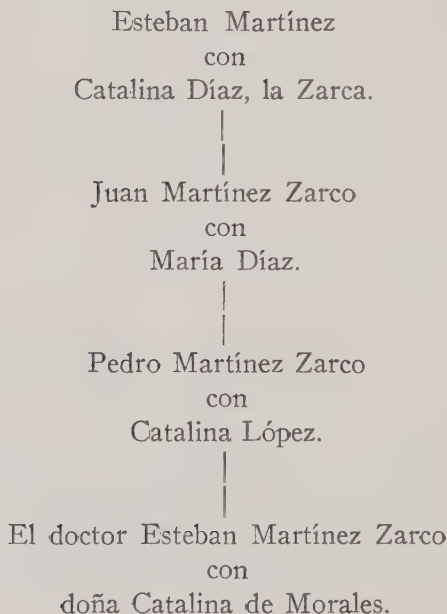 Esteban Martínez
con
Catalina Díaz, la Zarca.
Juan Martínez Zarco
con
María Díaz.
Pedro Martínez Zarco
con
Catalina López.
El doctor Esteban Martínez Zarco
con
doña Catalina de Morales.